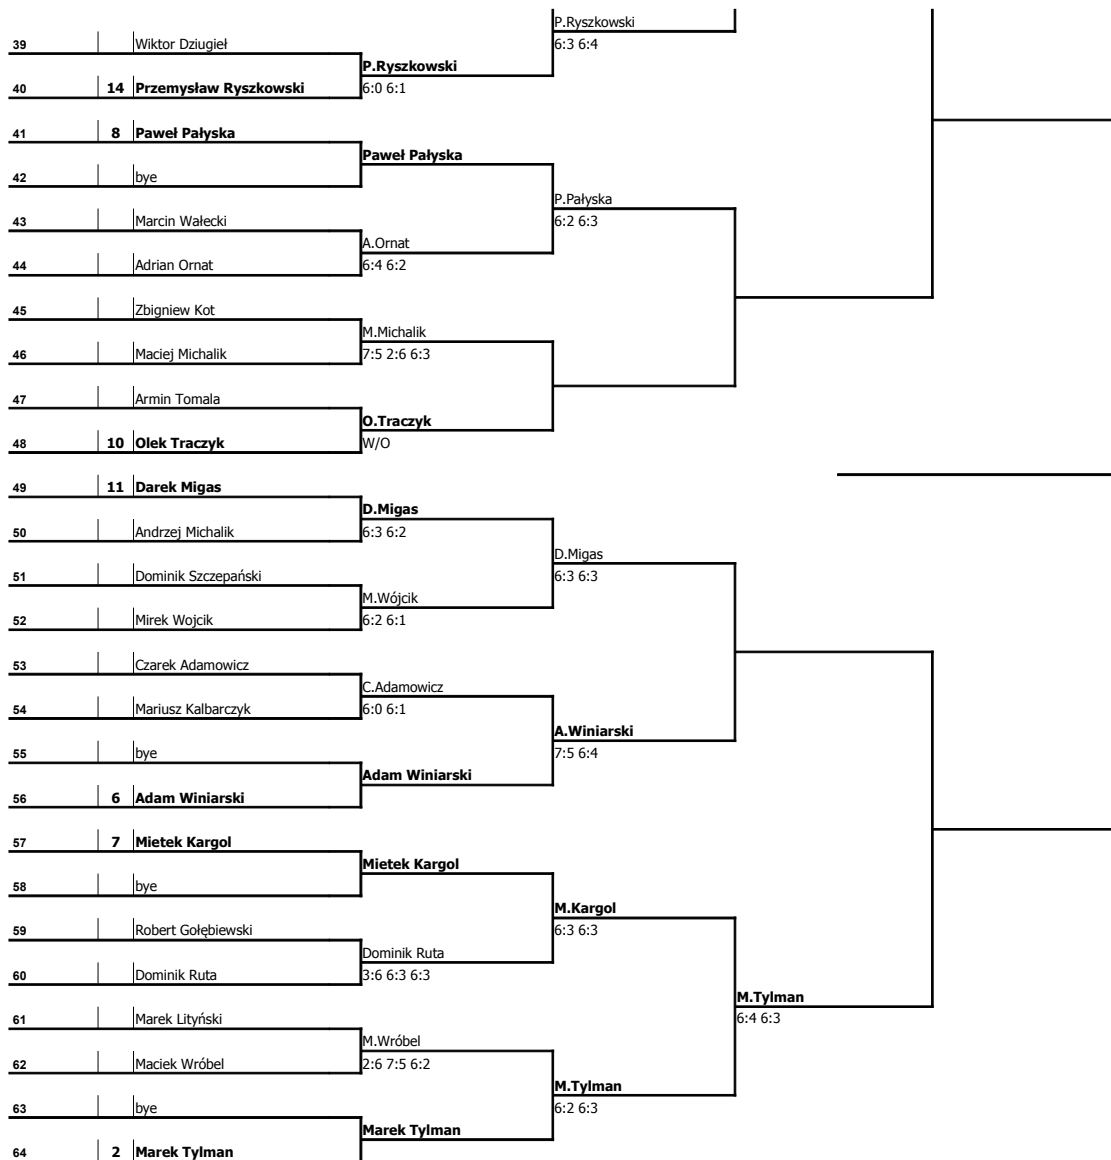 P.Ryszkowski
39 Wiktor Dziugieł 6:3 6:4
P.Ryszkowski
40 14 Przemysław Ryszkowski 6:0 6:1
41 8 Paweł Pałyska
Paweł Pałyska
42 bye
P.Pałyska
43 Marcin Wałecki 6:2 6:3
A.Ornat
44 Adrian Ornat 6:4 6:2
45 Zbigniew Kot
M.Michalik
46 Maciej Michalik 7:5 2:6 6:3
47 Armin Tomala
O.Traczyk
48 10 Olek Traczyk W/O
49 11 Darek Migas
D.Migas
50 Andrzej Michalik 6:3 6:2
D.Migas
51 Dominik Szczepański 6:3 6:3
M.Wójcik
52 Mirek Wojcik 6:2 6:1
53 Czarek Adamowicz
C.Adamowicz
54 Mariusz Kalbarczyk 6:0 6:1
A.Winiarski
55 bye 7:5 6:4
Adam Winiarski
56 6 Adam Winiarski
57 7 Mietek Kargol
Mietek Kargol
58 bye
M.Kargol
59 Robert Gołębiewski 6:3 6:3
Dominik Ruta
60 Dominik Ruta 3:6 6:3 6:3
M.Tylman
61 Marek Lityński 6:4 6:3
M.Wróbel
62 Maciek Wróbel 2:6 7:5 6:2
M.Tylman
63 bye 6:2 6:3
Marek Tylman
64 2 Marek Tylman